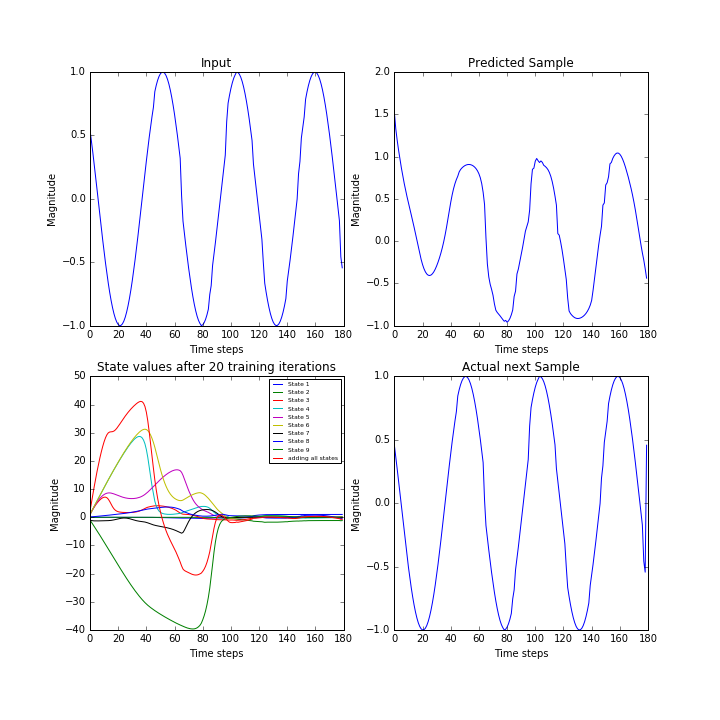 Input
1.0
0.5
0.0
−0.5
−1.0
Magnitude
0 20 40 60 80 100 120 140 160 180
Time steps
Predicted Sample
2.0
1.5
1.0
0.5
0.0
−0.5
−1.0
Magnitude
0 20 40 60 80 100 120 140 160 180
Time steps
State values after 20 training iterations
50
40
30
20
10
0
−10
−20
−30
−40
Magnitude
State 1
State 2
State 3
State 4
State 5
State 6
State 7
State 8
State 9
adding all states
0 20 40 60 80 100 120 140 160 180
Time steps
Actual next Sample
1.0
0.5
0.0
−0.5
−1.0
Magnitude
0 20 40 60 80 100 120 140 160 180
Time steps